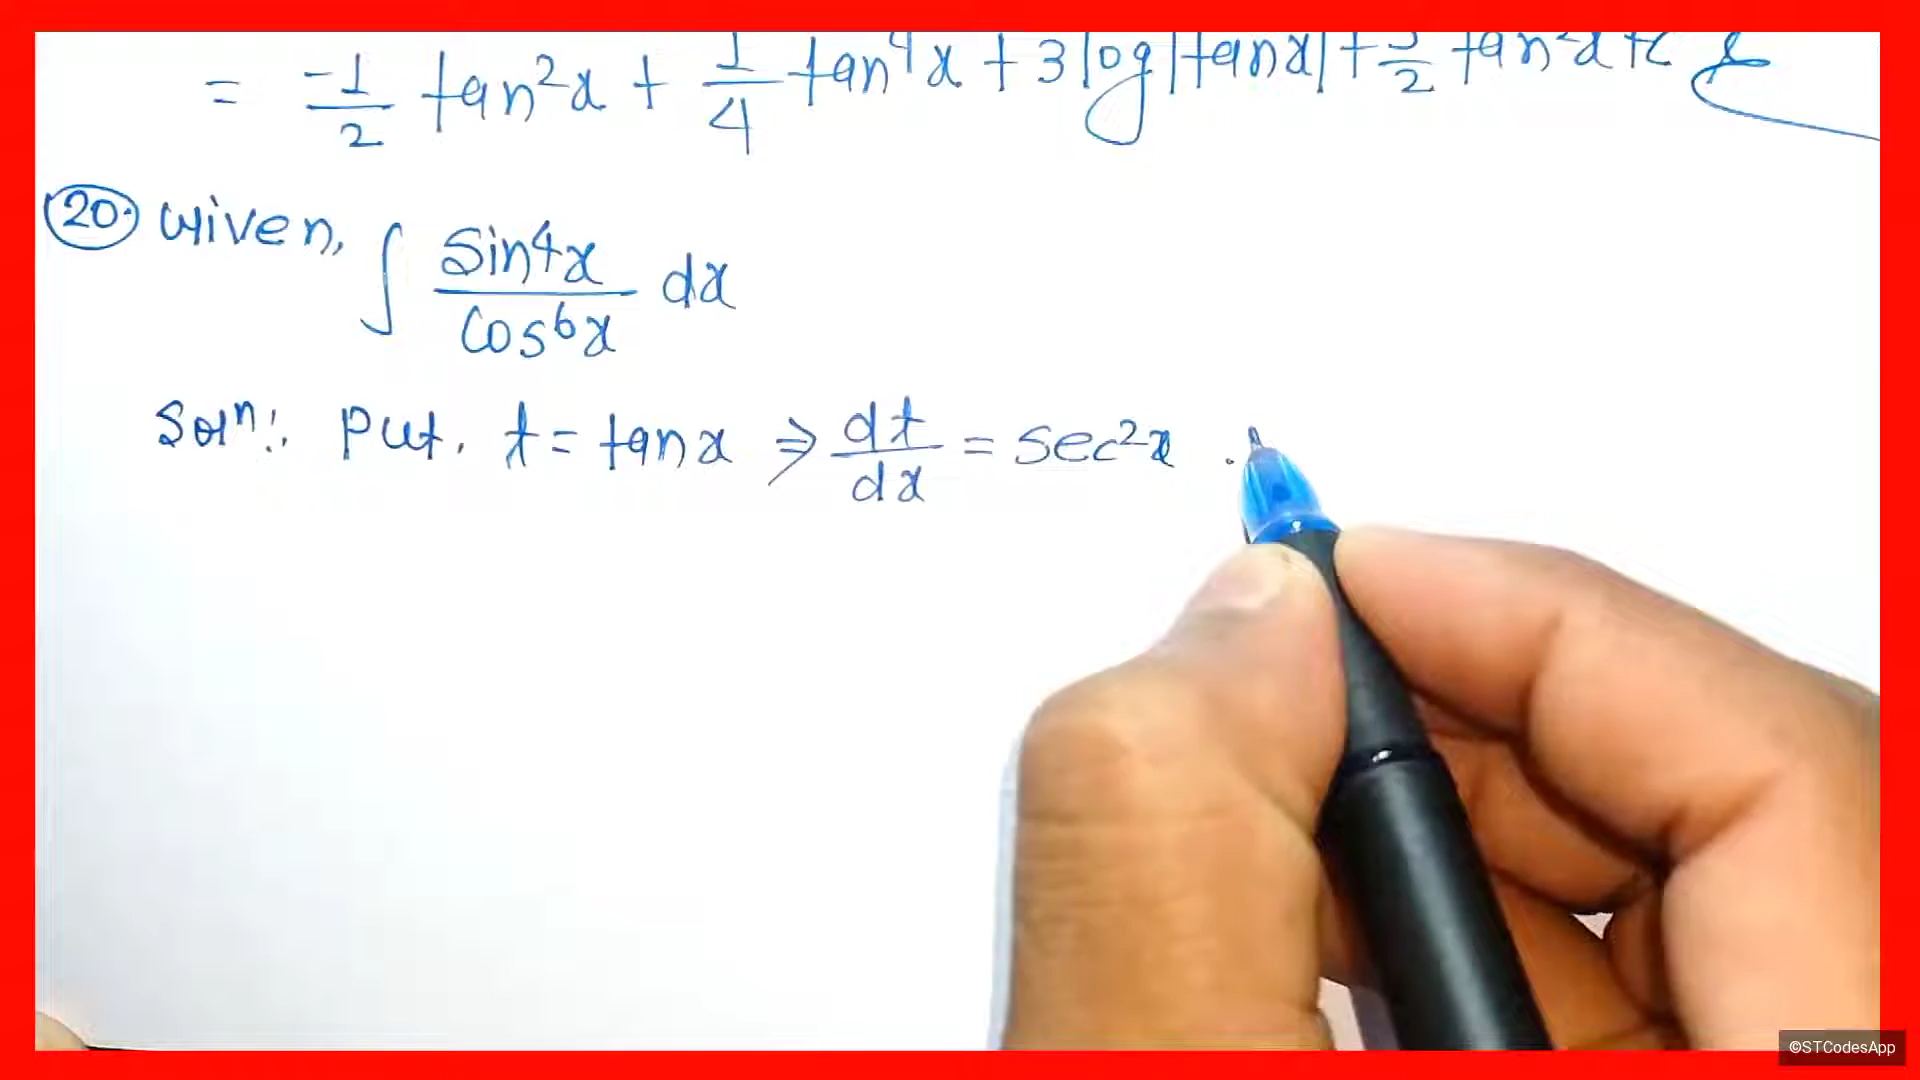 = -1/2 tan²x + 1/4 tan⁴x + 3 log|tanx| + 3/2 tan²x + c
20. Given, ∫ sin⁴x / cos⁶x dx
Solⁿ:. Put, t = tanx ⇒ dt/dx = sec²x .
©STCodesApp